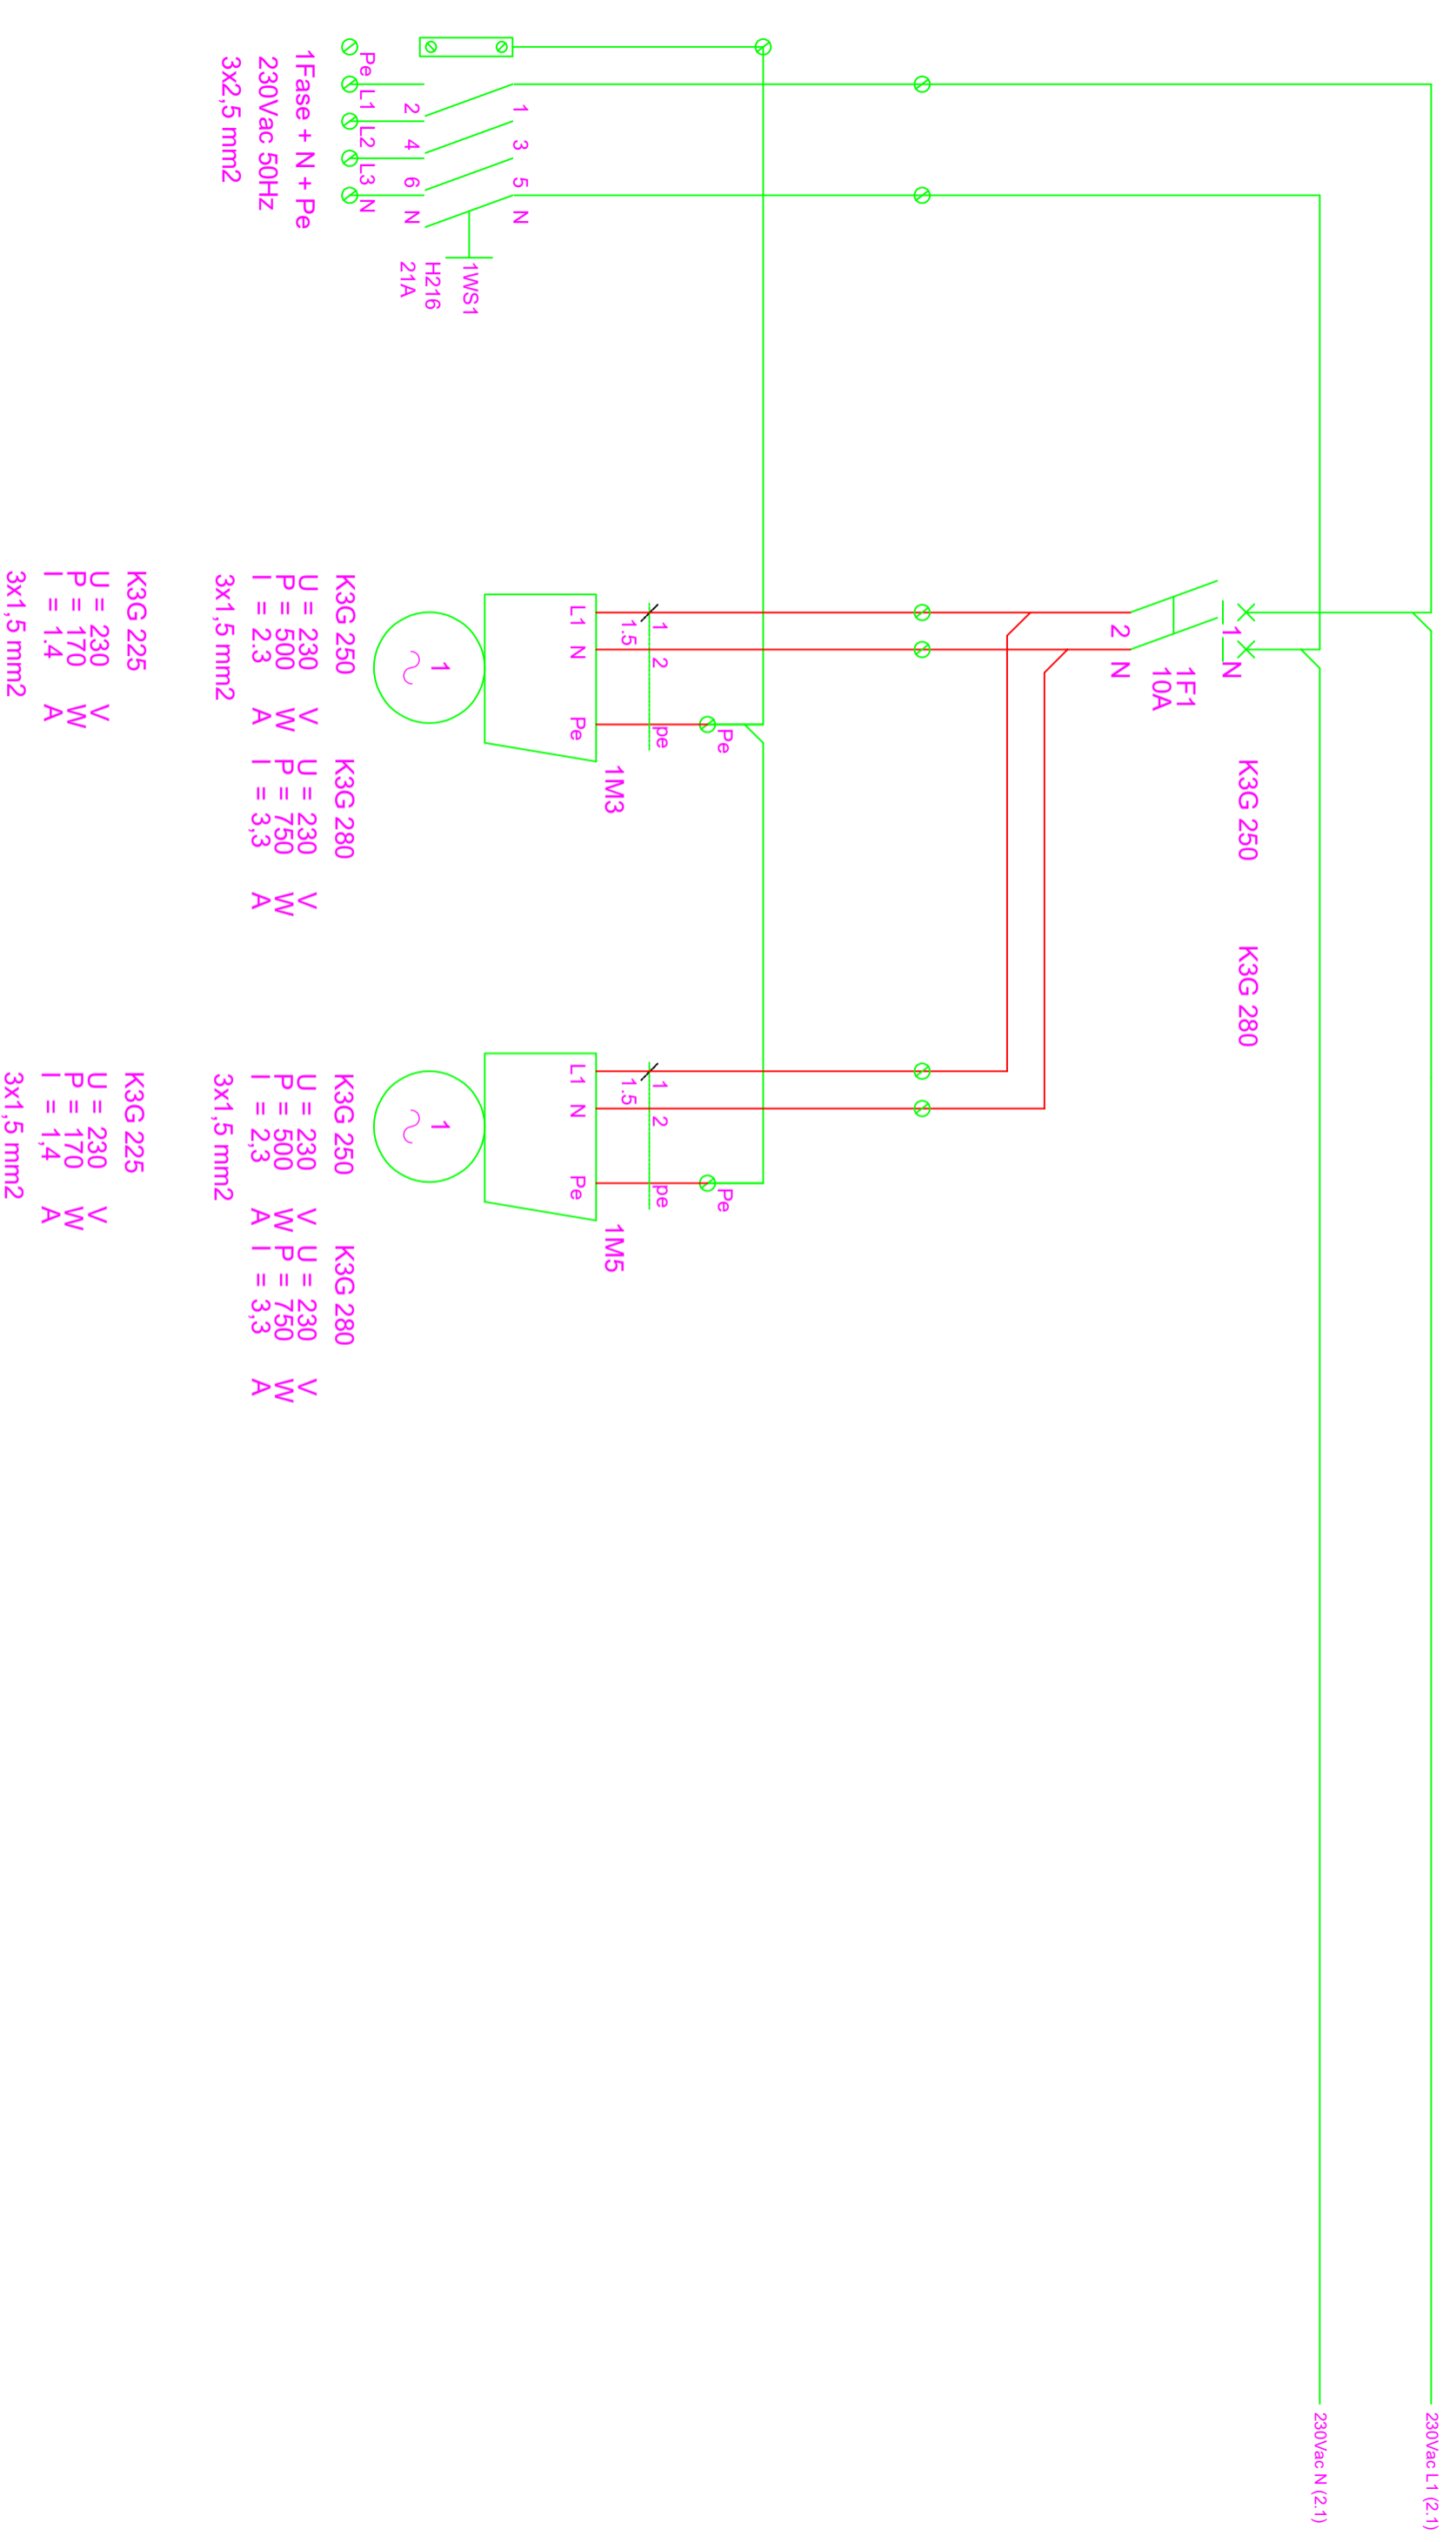 230Vac L1 (2.1)
230Vac N (2.1)
K3G 250
K3G 280
1
N
1F1
10A
2
N
Pe
Pe
1
2
pe
1.5
1
2
pe
1.5
L1
N
Pe
1M3
L1
N
Pe
1M5
1
1
1
3
5
N
2
4
6
N
1WS1
H216
21A
Pe
L1
L2
L3
N
1Fase + N + Pe
230Vac 50Hz
3x2,5 mm2
K3G 250
U = 230 V
P = 500 W
I = 2.3 A
3x1,5 mm2
K3G 280
U = 230 V
P = 750 W
I = 3,3 A
K3G 250
U = 230 V
P = 500 W
I = 2,3 A
3x1,5 mm2
K3G 280
U = 230 V
P = 750 W
I = 3,3 A
K3G 225
U = 230 V
P = 170 W
I = 1.4 A
3x1,5 mm2
K3G 225
U = 230 V
P = 170 W
I = 1,4 A
3x1,5 mm2